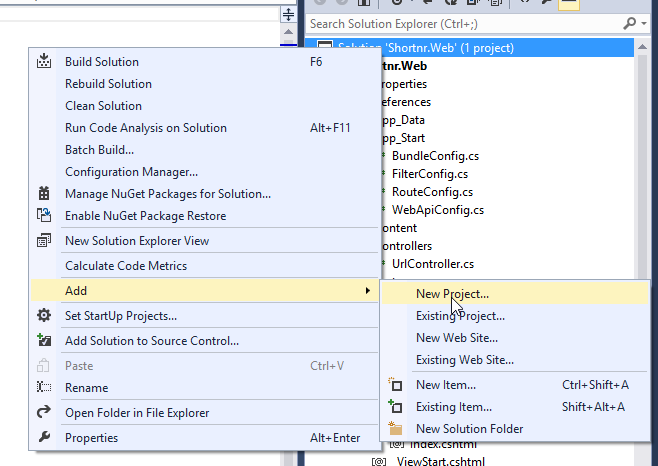 Search Solution Explorer (Ctrl+;)
Solution 'Shortnr.Web' (1 project)
tnr.Web
roperties
eferences
pp_Data
pp_Start
BundleConfig.cs
FilterConfig.cs
RouteConfig.cs
WebApiConfig.cs
ontent
ontrollers
UrlController.cs
Build Solution F6
Rebuild Solution
Clean Solution
Run Code Analysis on Solution Alt+F11
Batch Build...
Configuration Manager...
Manage NuGet Packages for Solution...
Enable NuGet Package Restore
New Solution Explorer View
Calculate Code Metrics
Add
Set StartUp Projects...
Add Solution to Source Control...
Paste Ctrl+V
Rename
Open Folder in File Explorer
Properties Alt+Enter
New Project...
Existing Project...
New Web Site...
Existing Web Site...
New Item... Ctrl+Shift+A
Existing Item... Shift+Alt+A
New Solution Folder
Index.cshtml
ViewStart.cshtml